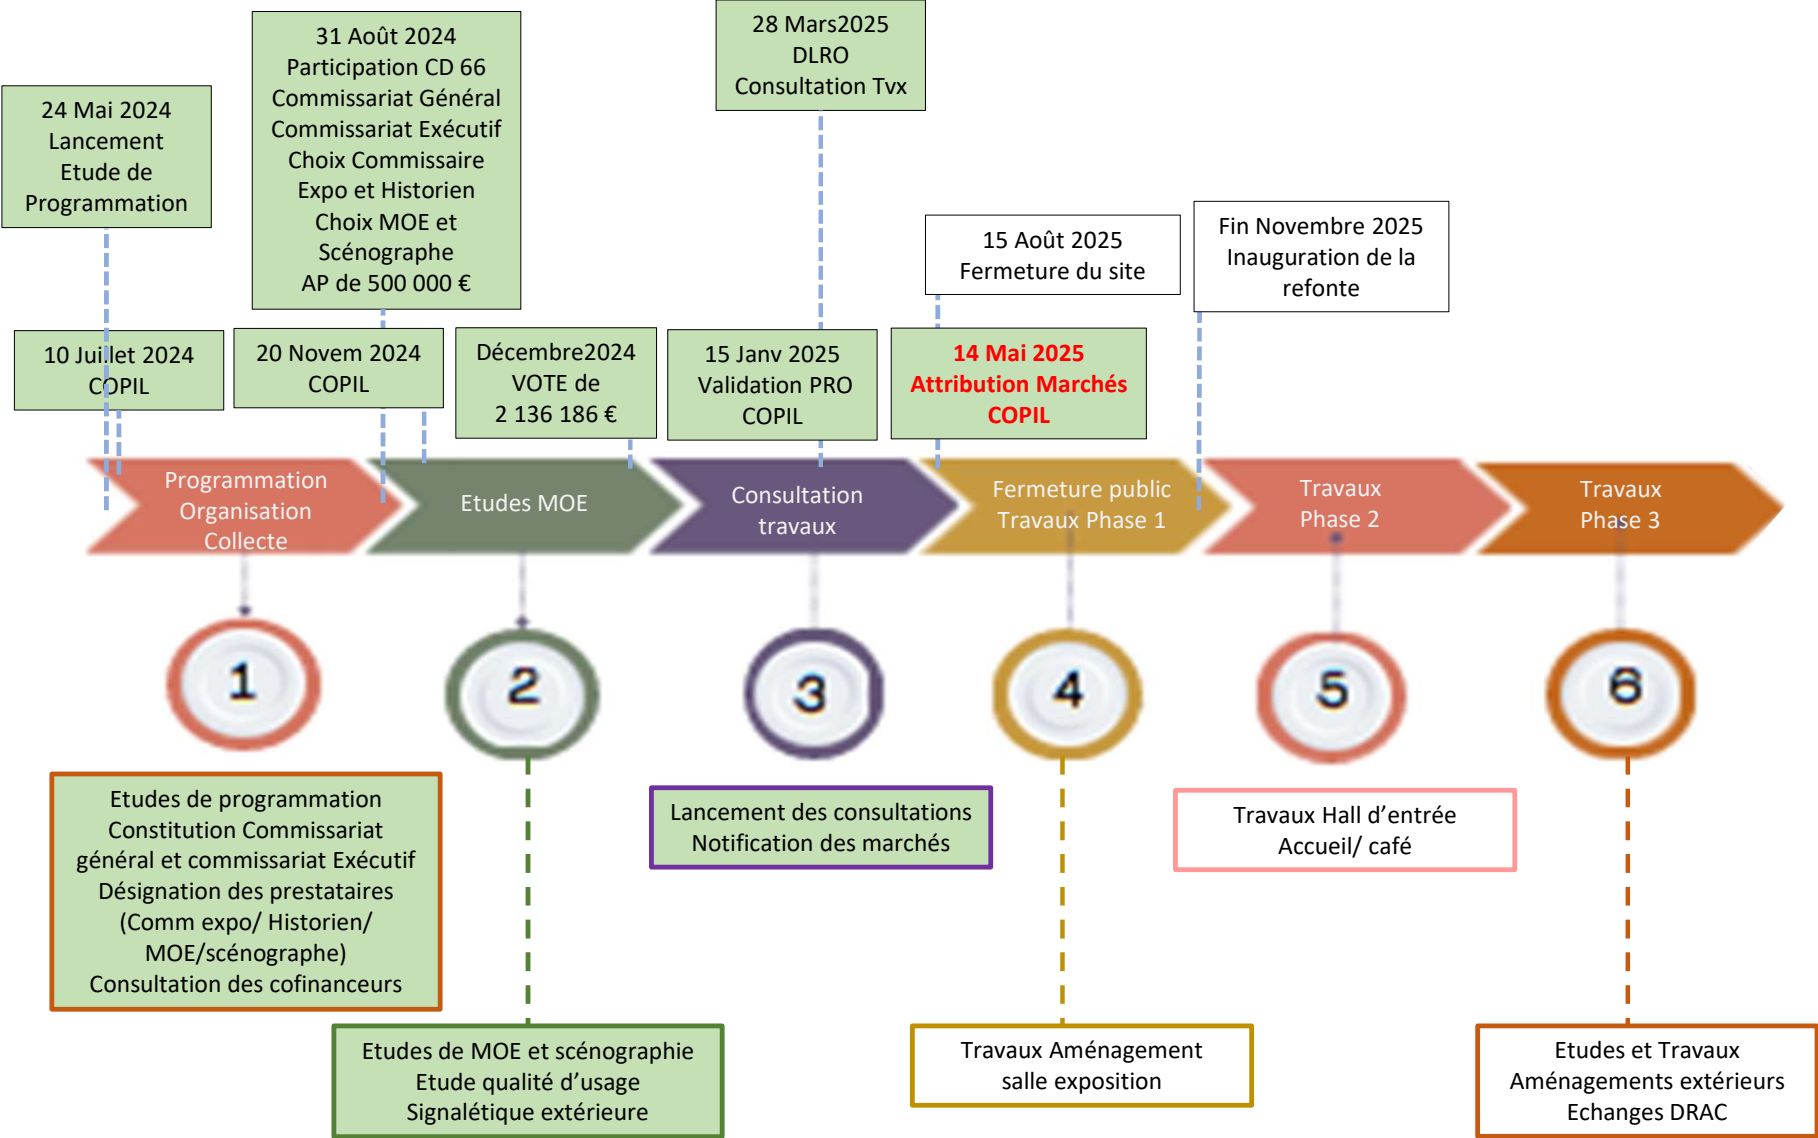 24 Mai 2024
Lancement
Etude de
Programmation
31 Août 2024
Participation CD 66
Commissariat Général
Commissariat Exécutif
Choix Commissaire
Expo et Historien
Choix MOE et
Scénographe
AP de 500 000 €
28 Mars2025
DLRO
Consultation Tvx
15 Août 2025
Fermeture du site
Fin Novembre 2025
Inauguration de la
refonte
10 Juillet 2024
COPIL
20 Novem 2024
COPIL
Décembre2024
VOTE de
2 136 186 €
15 Janv 2025
Validation PRO
COPIL
14 Mai 2025
Attribution Marchés
COPIL
Programmation
Organisation
Collecte
Etudes MOE
Consultation
travaux
Fermeture public
Travaux Phase 1
Travaux
Phase 2
Travaux
Phase 3
1
2
3
4
5
6
Etudes de programmation
Constitution Commissariat
général et commissariat Exécutif
Désignation des prestataires
(Comm expo/ Historien/
MOE/scénographe)
Consultation des cofinanceurs
Lancement des consultations
Notification des marchés
Travaux Hall d’entrée
Accueil/ café
Etudes de MOE et scénographie
Etude qualité d’usage
Signalétique extérieure
Travaux Aménagement
salle exposition
Etudes et Travaux
Aménagements extérieurs
Echanges DRAC